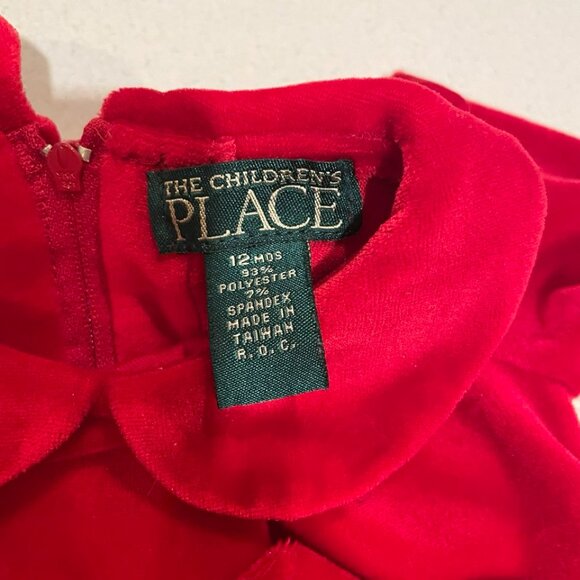 THE CHILDREN'S
PLACE
12 MOS
93%
POLYESTER
7%
SPANDEX
MADE IN
TAIWAN
R.O.C.